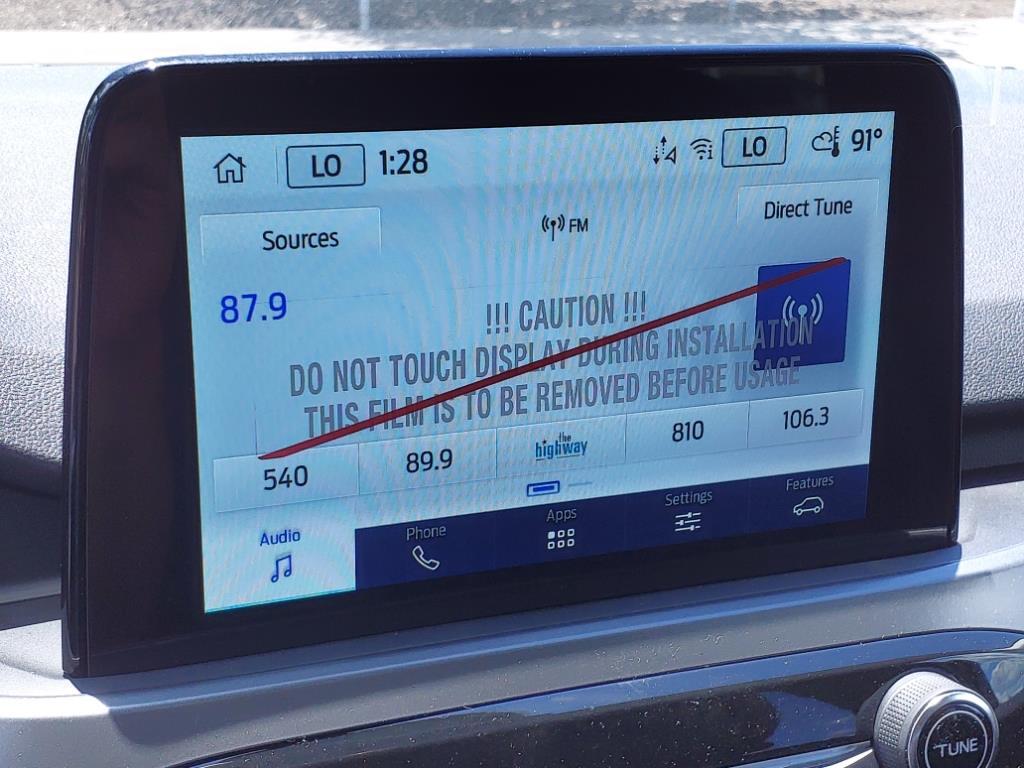 LO 1:28 LO 91°
Sources FM Direct Tune
87.9
!!! CAUTION !!!
DO NOT TOUCH DISPLAY DURING INSTALLATION
THIS FILM IS TO BE REMOVED BEFORE USAGE
540 89.9 the highway 810 106.3
Audio Phone Apps Settings Features
TUNE